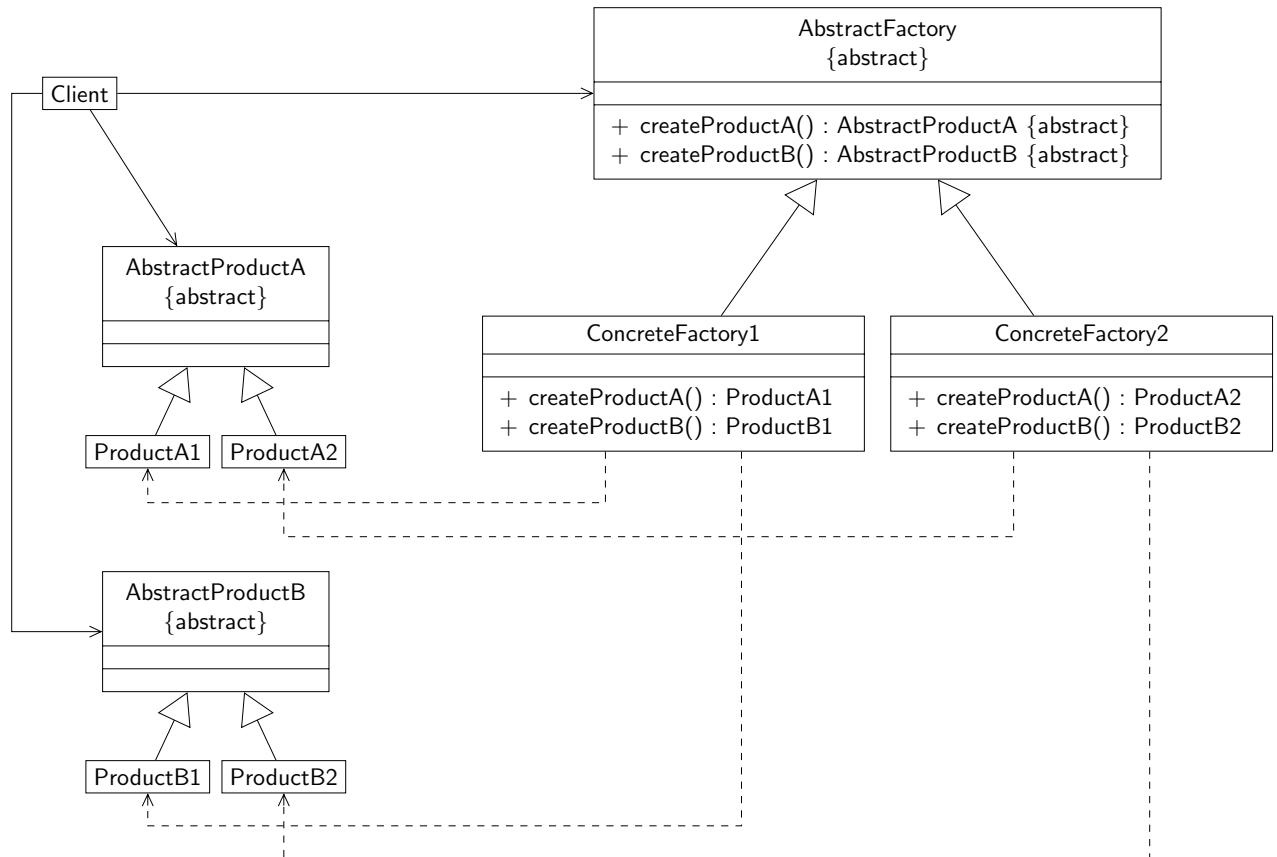 AbstractFactory
{abstract}
+ createProductA() : AbstractProductA {abstract}
+ createProductB() : AbstractProductB {abstract}
Client
AbstractProductA
{abstract}
ConcreteFactory1
+ createProductA() : ProductA1
+ createProductB() : ProductB1
ConcreteFactory2
+ createProductA() : ProductA2
+ createProductB() : ProductB2
ProductA1
ProductA2
AbstractProductB
{abstract}
ProductB1
ProductB2